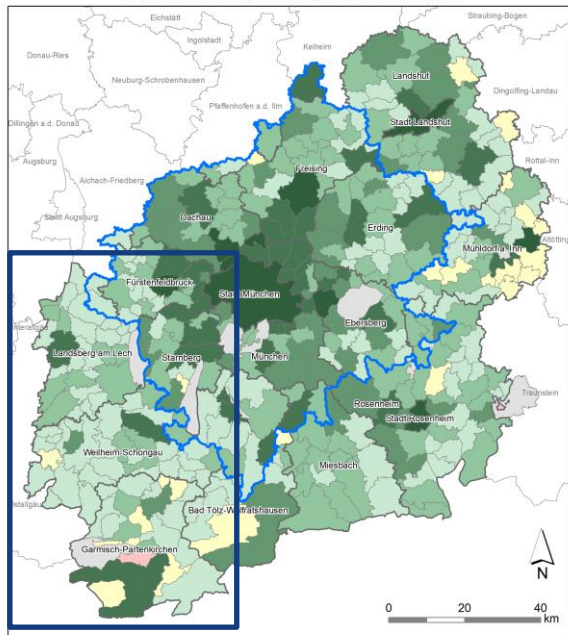 Eichstätt
Straubing-Bogen
Ingolstadt
Donau-Ries
Kelheim
Neuburg-Schrobenhausen
Landshut
Dingolfing-Landau
Pfaffenhofen a.d. Ilm
Stadt Landshut
Dillingen a.d. Donau
Rottal-Inn
Augsburg
Aichach-Friedberg
Freising
Stadt Augsburg
Dachau
Erding
Mühldorf a. Inn
Fürstenfeldbruck
Stadt München
Ebersberg
Landsberg am Lech
Starnberg
München
Traunstein
Rosenheim
Stadt Rosenheim
Weilheim-Schongau
Miesbach
Bad Tölz-Wolfratshausen
Garmisch-Partenkirchen
N
0 20 40
km